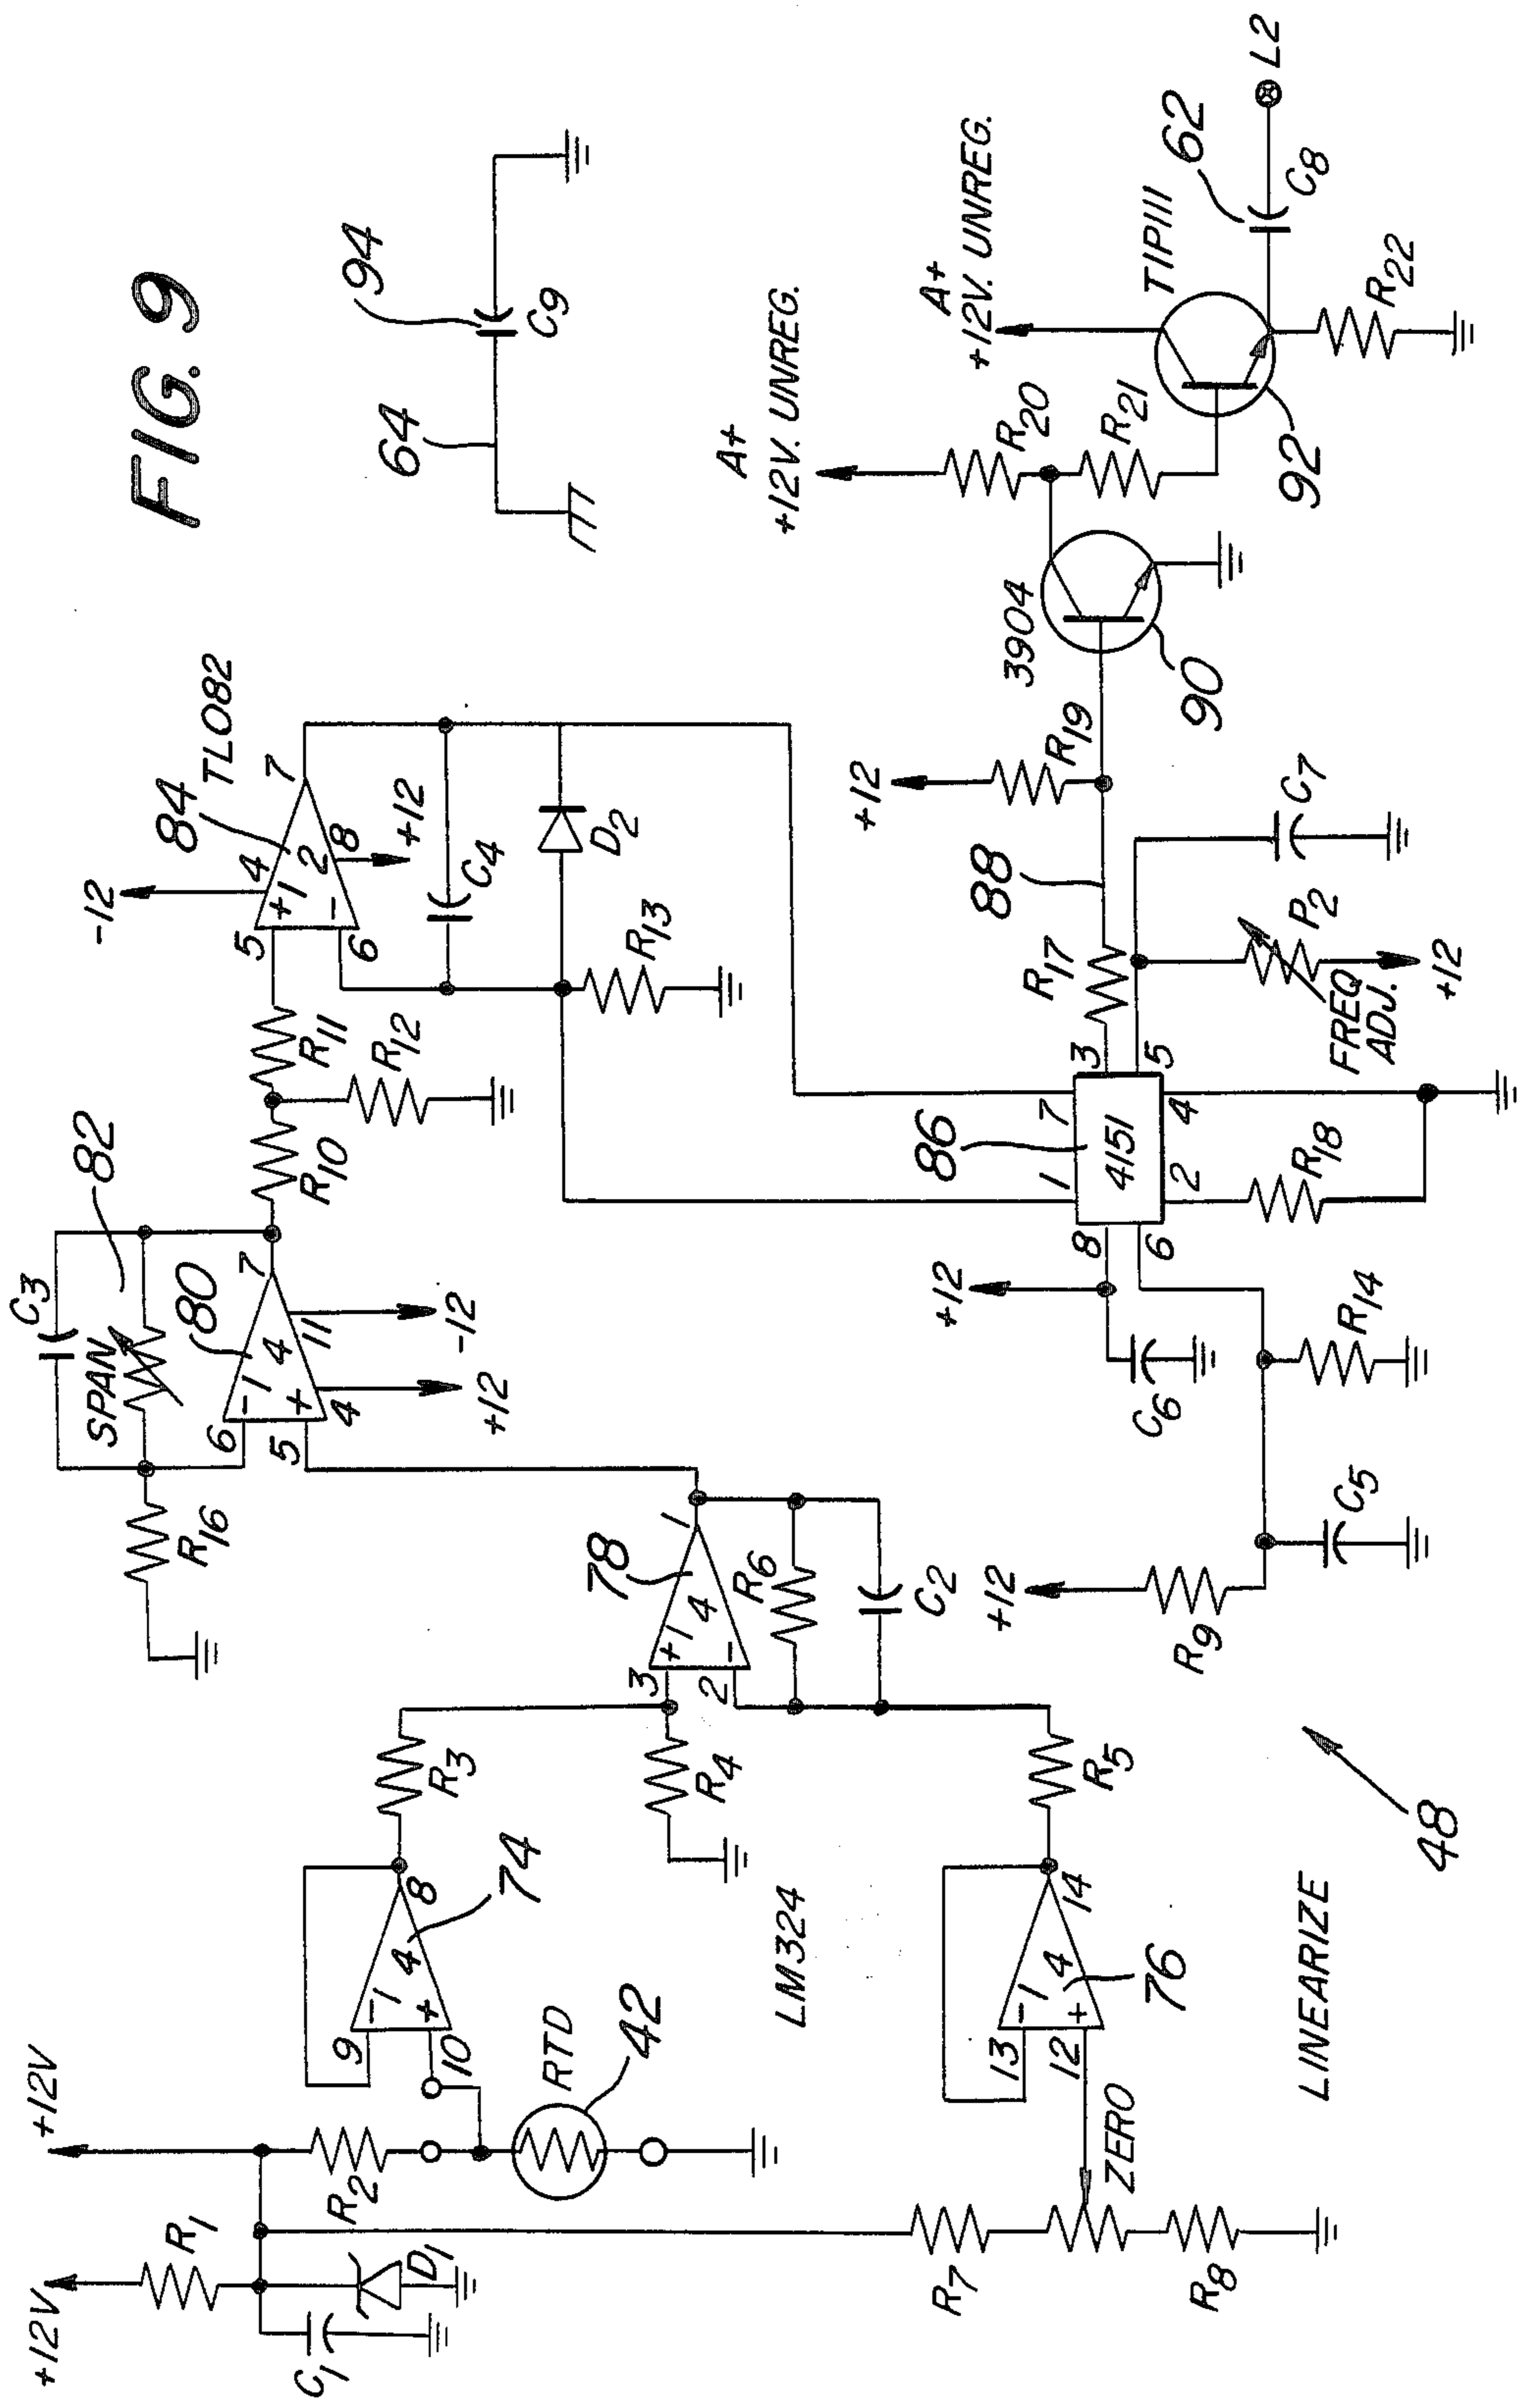 FIG. 9
+12V
+12V
R1
C1
D1
R2
RTD
42
9
10
1
4
8
74
R3
R4
LM324
R7
ZERO
R8
13
12
1
4
14
76
R5
LINEARIZE
48
3
2
1
4
1
78
R6
C2
R16
SPAN
C3
82
6
5
1
4
7
80
4
11
+12
-12
R10
R11
R12
5
6
1
2
4
8
7
84
TL082
-12
+12
C4
D2
R13
+12
R9
C5
R14
C6
+12
8
6
1
7
4151
2
4
3
5
86
R18
R17
88
FREQ
ADJ.
P2
+12
C7
+12
R19
3904
90
A+
+12V. UNREG.
R20
R21
A+
+12V. UNREG.
TIP111
92
R22
62
C8
L2
64
94
C9